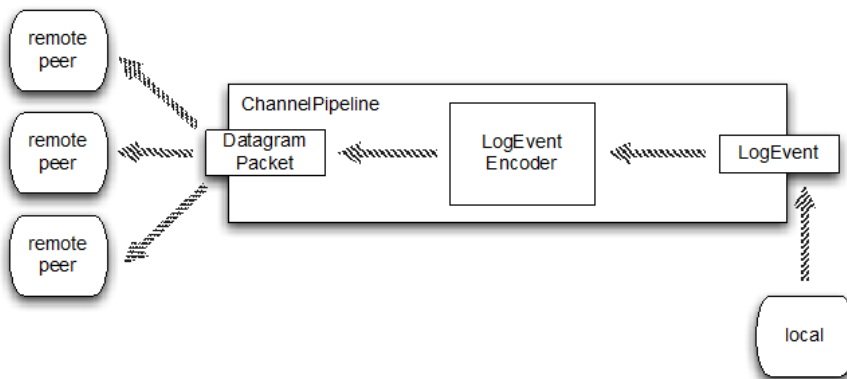 remote
peer
ChannelPipeline
remote
peer
Datagram
Packet
LogEvent
Encoder
LogEvent
remote
peer
local